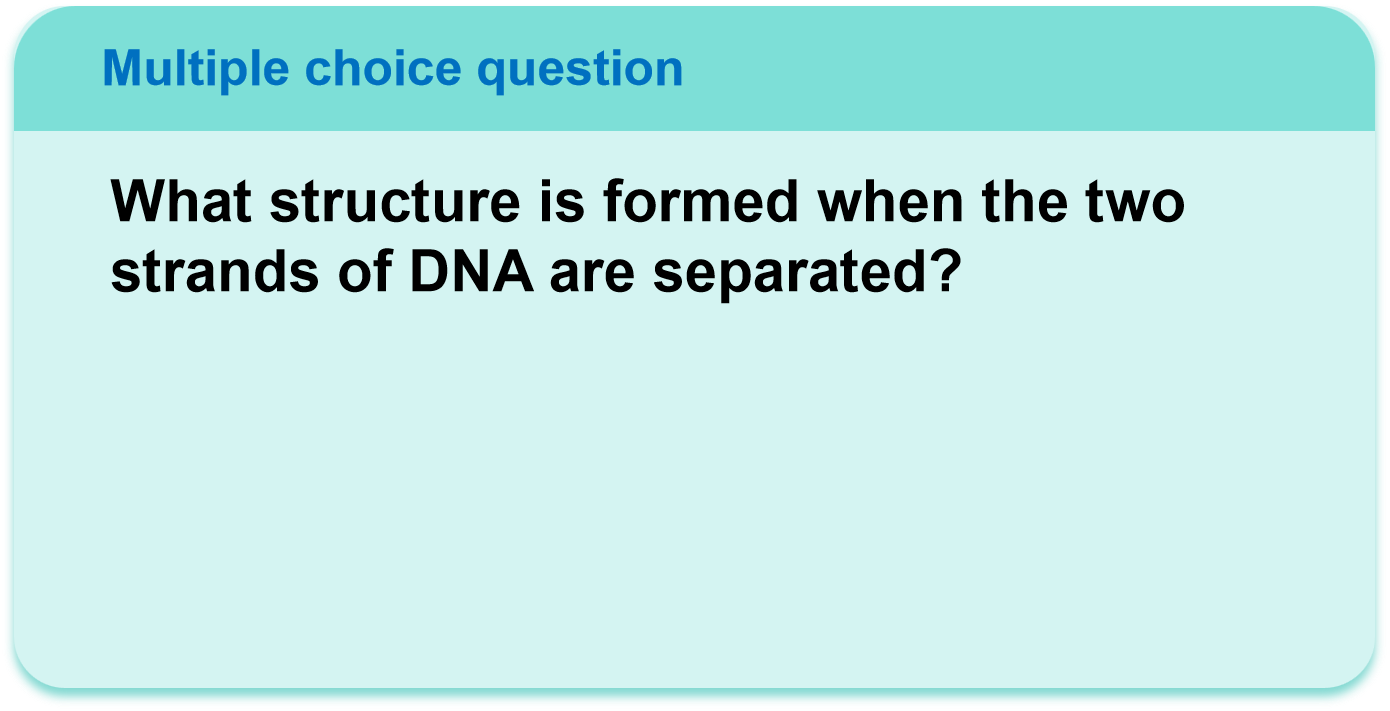 Multiple choice question
What structure is formed when the two
strands of DNA are separated?